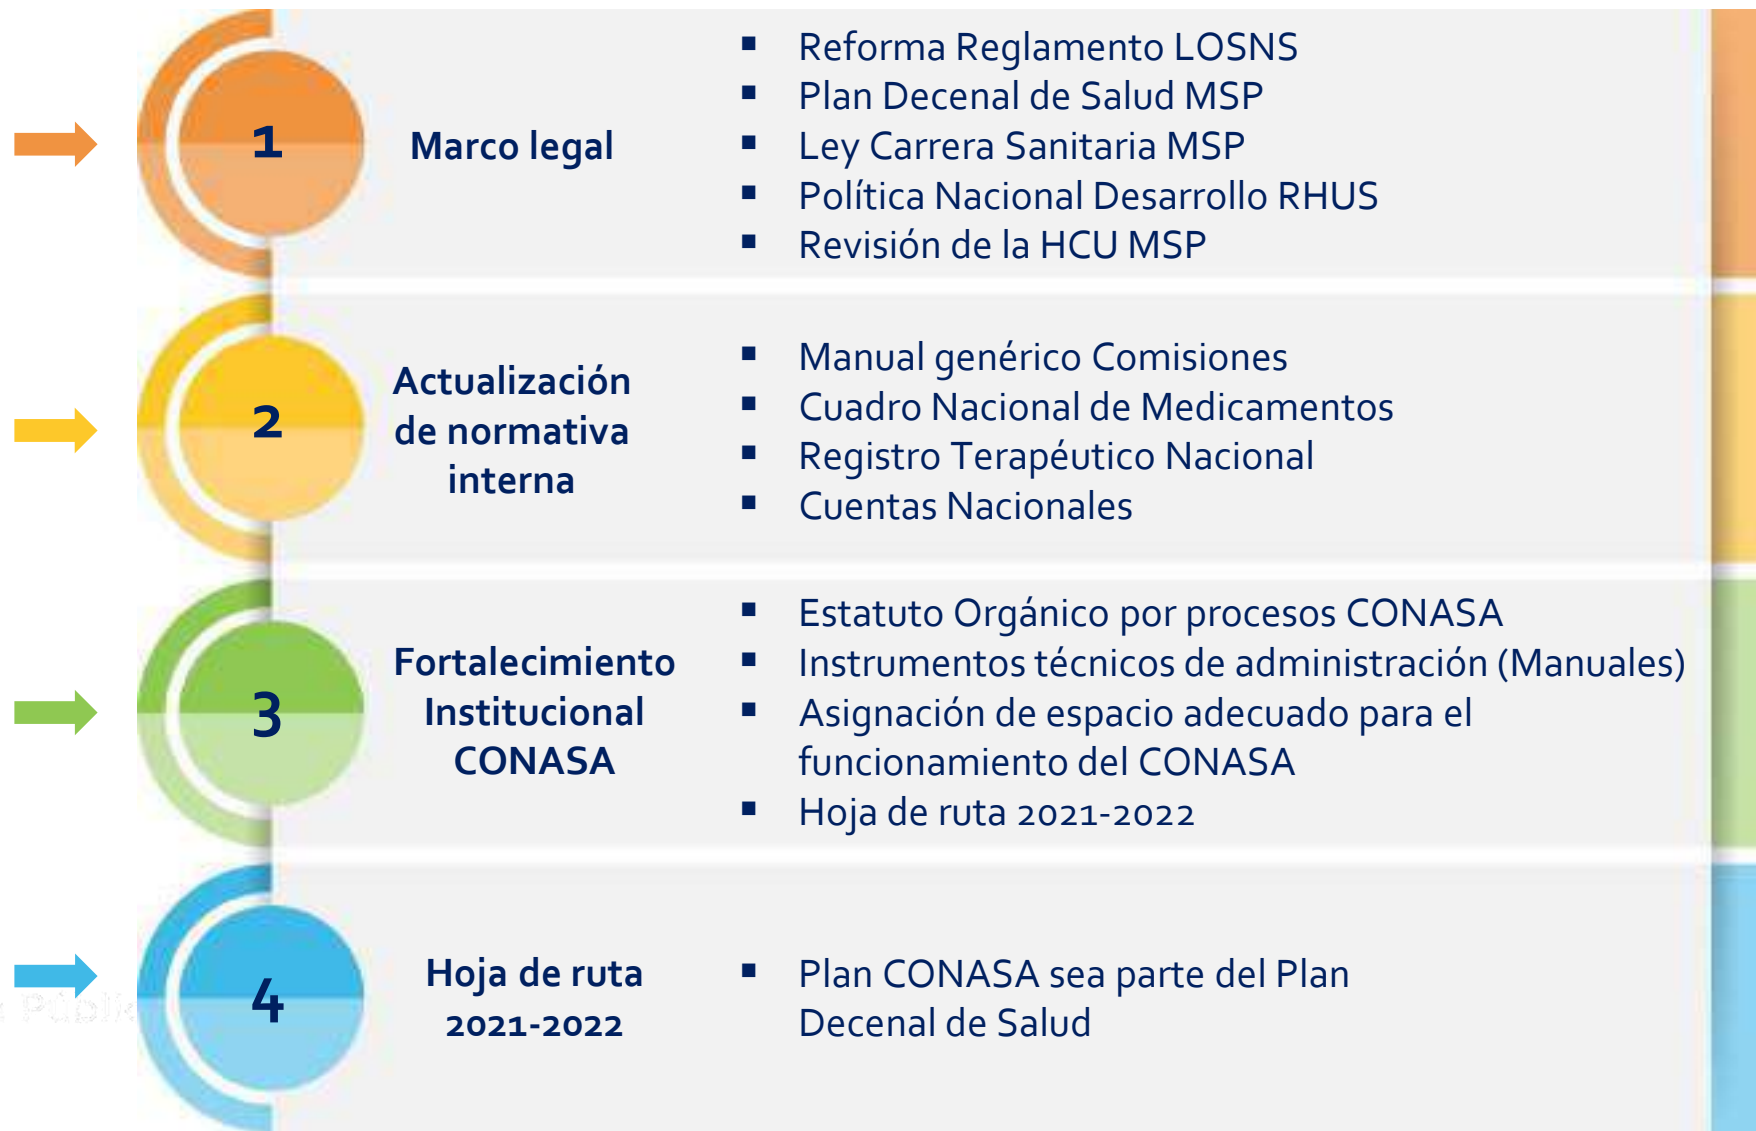 1
Marco legal
▪ Reforma Reglamento LOSNS
▪ Plan Decenal de Salud MSP
▪ Ley Carrera Sanitaria MSP
▪ Política Nacional Desarrollo RHUS
▪ Revisión de la HCU MSP
2
Actualización
de normativa
interna
▪ Manual genérico Comisiones
▪ Cuadro Nacional de Medicamentos
▪ Registro Terapéutico Nacional
▪ Cuentas Nacionales
3
Fortalecimiento
Institucional
CONASA
▪ Estatuto Orgánico por procesos CONASA
▪ Instrumentos técnicos de administración (Manuales)
▪ Asignación de espacio adecuado para el
funcionamiento del CONASA
▪ Hoja de ruta 2021-2022
4
Hoja de ruta
2021-2022
▪ Plan CONASA sea parte del Plan
Decenal de Salud